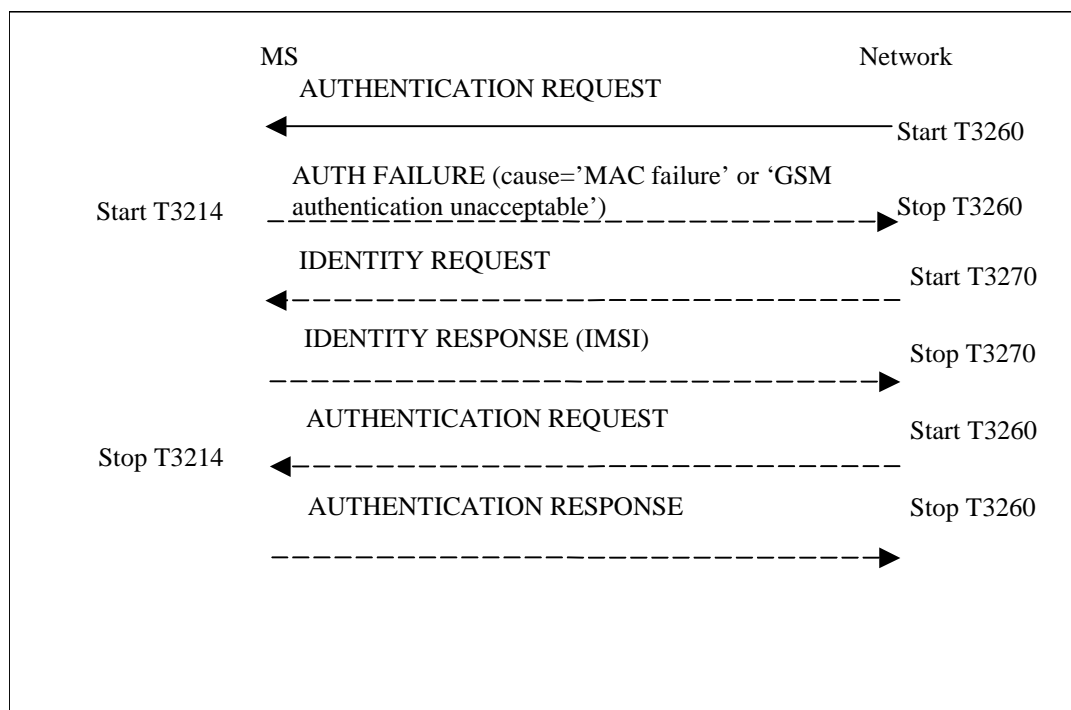 MS Network
AUTHENTICATION REQUEST
Start T3260
AUTH FAILURE (cause=’MAC failure’ or ‘GSM
authentication unacceptable’)
Start T3214
Stop T3260
IDENTITY REQUEST
Start T3270
IDENTITY RESPONSE (IMSI)
Stop T3270
AUTHENTICATION REQUEST
Start T3260
Stop T3214
AUTHENTICATION RESPONSE
Stop T3260